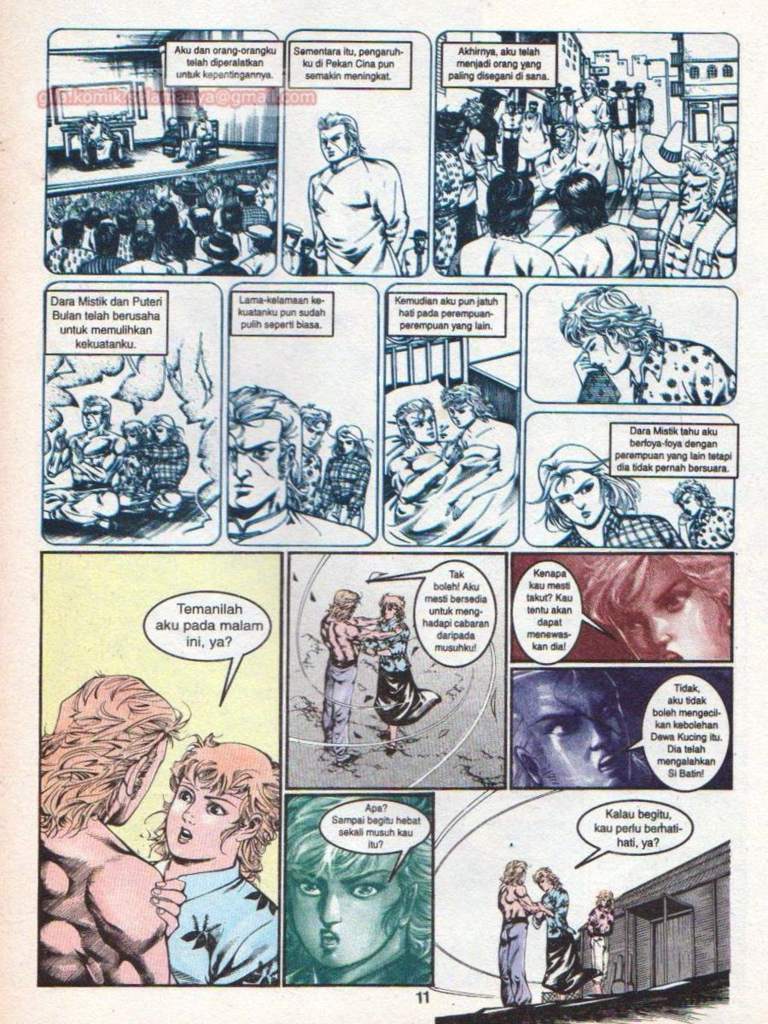 Aku dan orang-orangku
telah diperalatkan
untuk kepentingannya.
Sementara itu, pengaruh-
ku di Pekan Cina pun
semakin meningkat.
Akhirnya, aku telah
menjadi orang yang
paling disegani di sana.
Dara Mistik dan Puteri
Bulan telah berusaha
untuk memulihkan
kekuatanku.
Lama-kelamaan ke-
kuatanku pun sudah
pulih seperti biasa.
Kemudian aku pun jatuh
hati pada perempuan-
perempuan yang lain.
Dara Mistik tahu aku
berfoya-foya dengan
perempuan yang lain tetapi
dia tidak pernah bersuara.
Temanilah
aku pada malam
ini, ya?
Tak
boleh! Aku
mesti bersedia
untuk meng-
hadapi cabaran
daripada
musuhku!
Kenapa
kau mesti
takut? Kau
tentu akan
dapat
menewas-
kan dia!
Tidak,
aku tidak
boleh mengecil-
kan kebolehan
Dewa Kucing itu.
Dia telah
mengalahkan
Si Batin!
Apa?
Sampai begitu hebat
sekali musuh kau
itu?
Kalau begitu,
kau perlu berhati-
hati, ya?
11